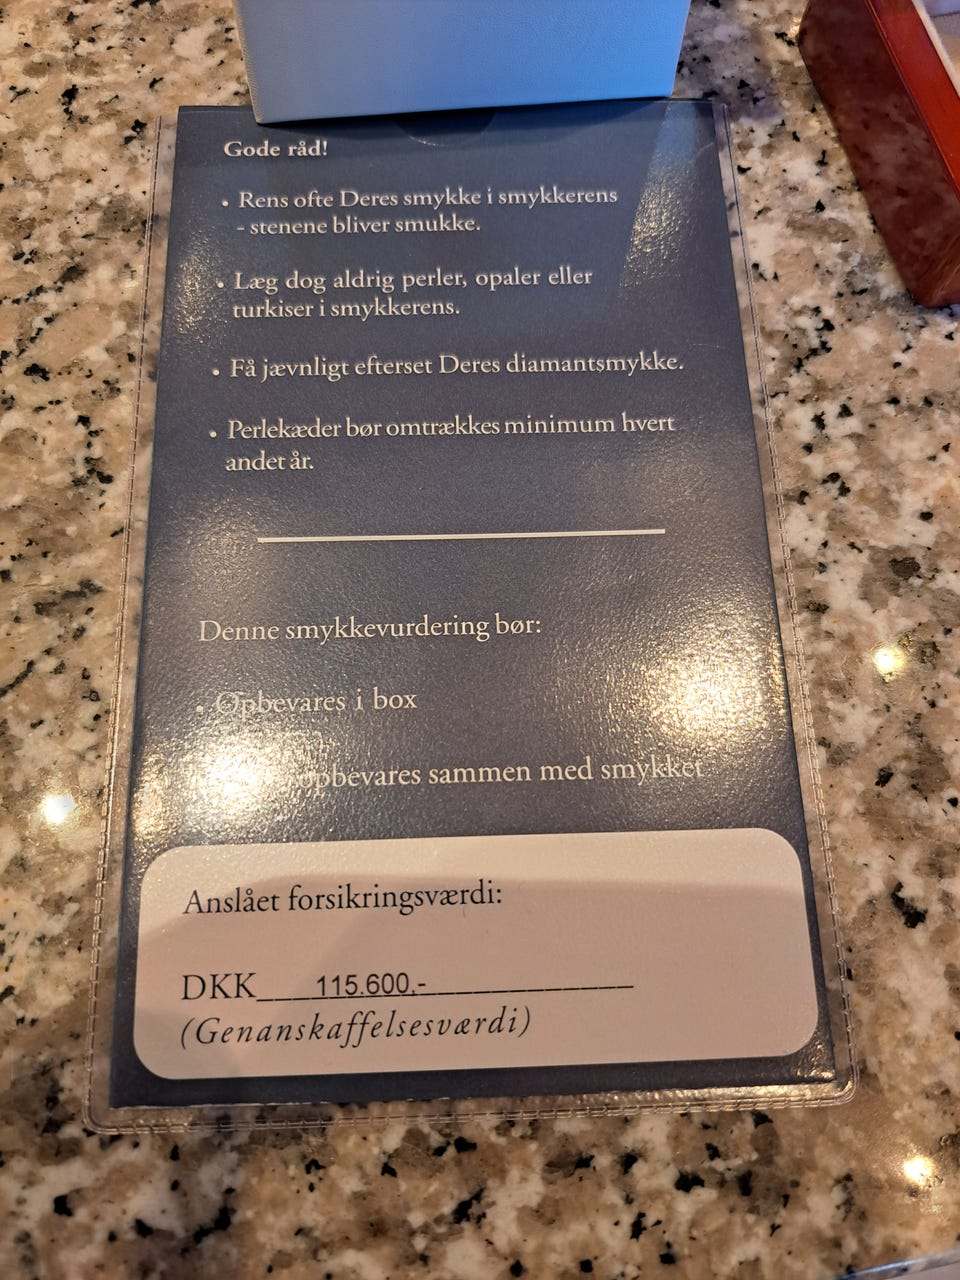 Gode råd!
• Rens ofte Deres smykke i smykkerens
- stenene bliver smukke.
• Læg dog aldrig perler, opaler eller
turkiser i smykkerens.
• Få jævnligt efterset Deres diamantsmykke.
• Perlekæder bør omtrækkes minimum hvert
andet år.
Denne smykkevurdering bør:
• Opbevares i box
opbevares sammen med smykket
Anslået forsikringsværdi:
DKK___115.600,-____________
(Genanskaffelsesværdi)